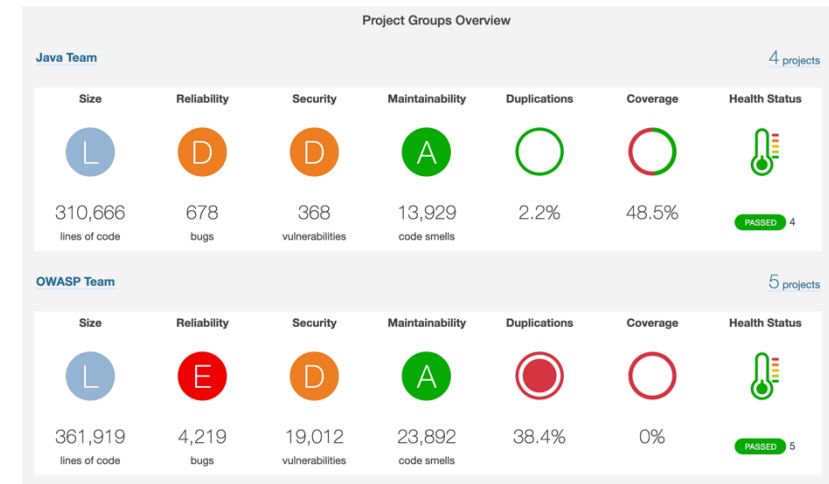 Project Groups Overview
Java Team 4 projects
Size Reliability Security Maintainability Duplications Coverage Health Status
L D D A
310,666 678 368 13,929 2.2% 48.5%
PASSED 4
lines of code bugs vulnerabilities code smells
OWASP Team 5 projects
Size Reliability Security Maintainability Duplications Coverage Health Status
L E D A
361,919 4,219 19,012 23,892 38.4% 0%
PASSED 5
lines of code bugs vulnerabilities code smells